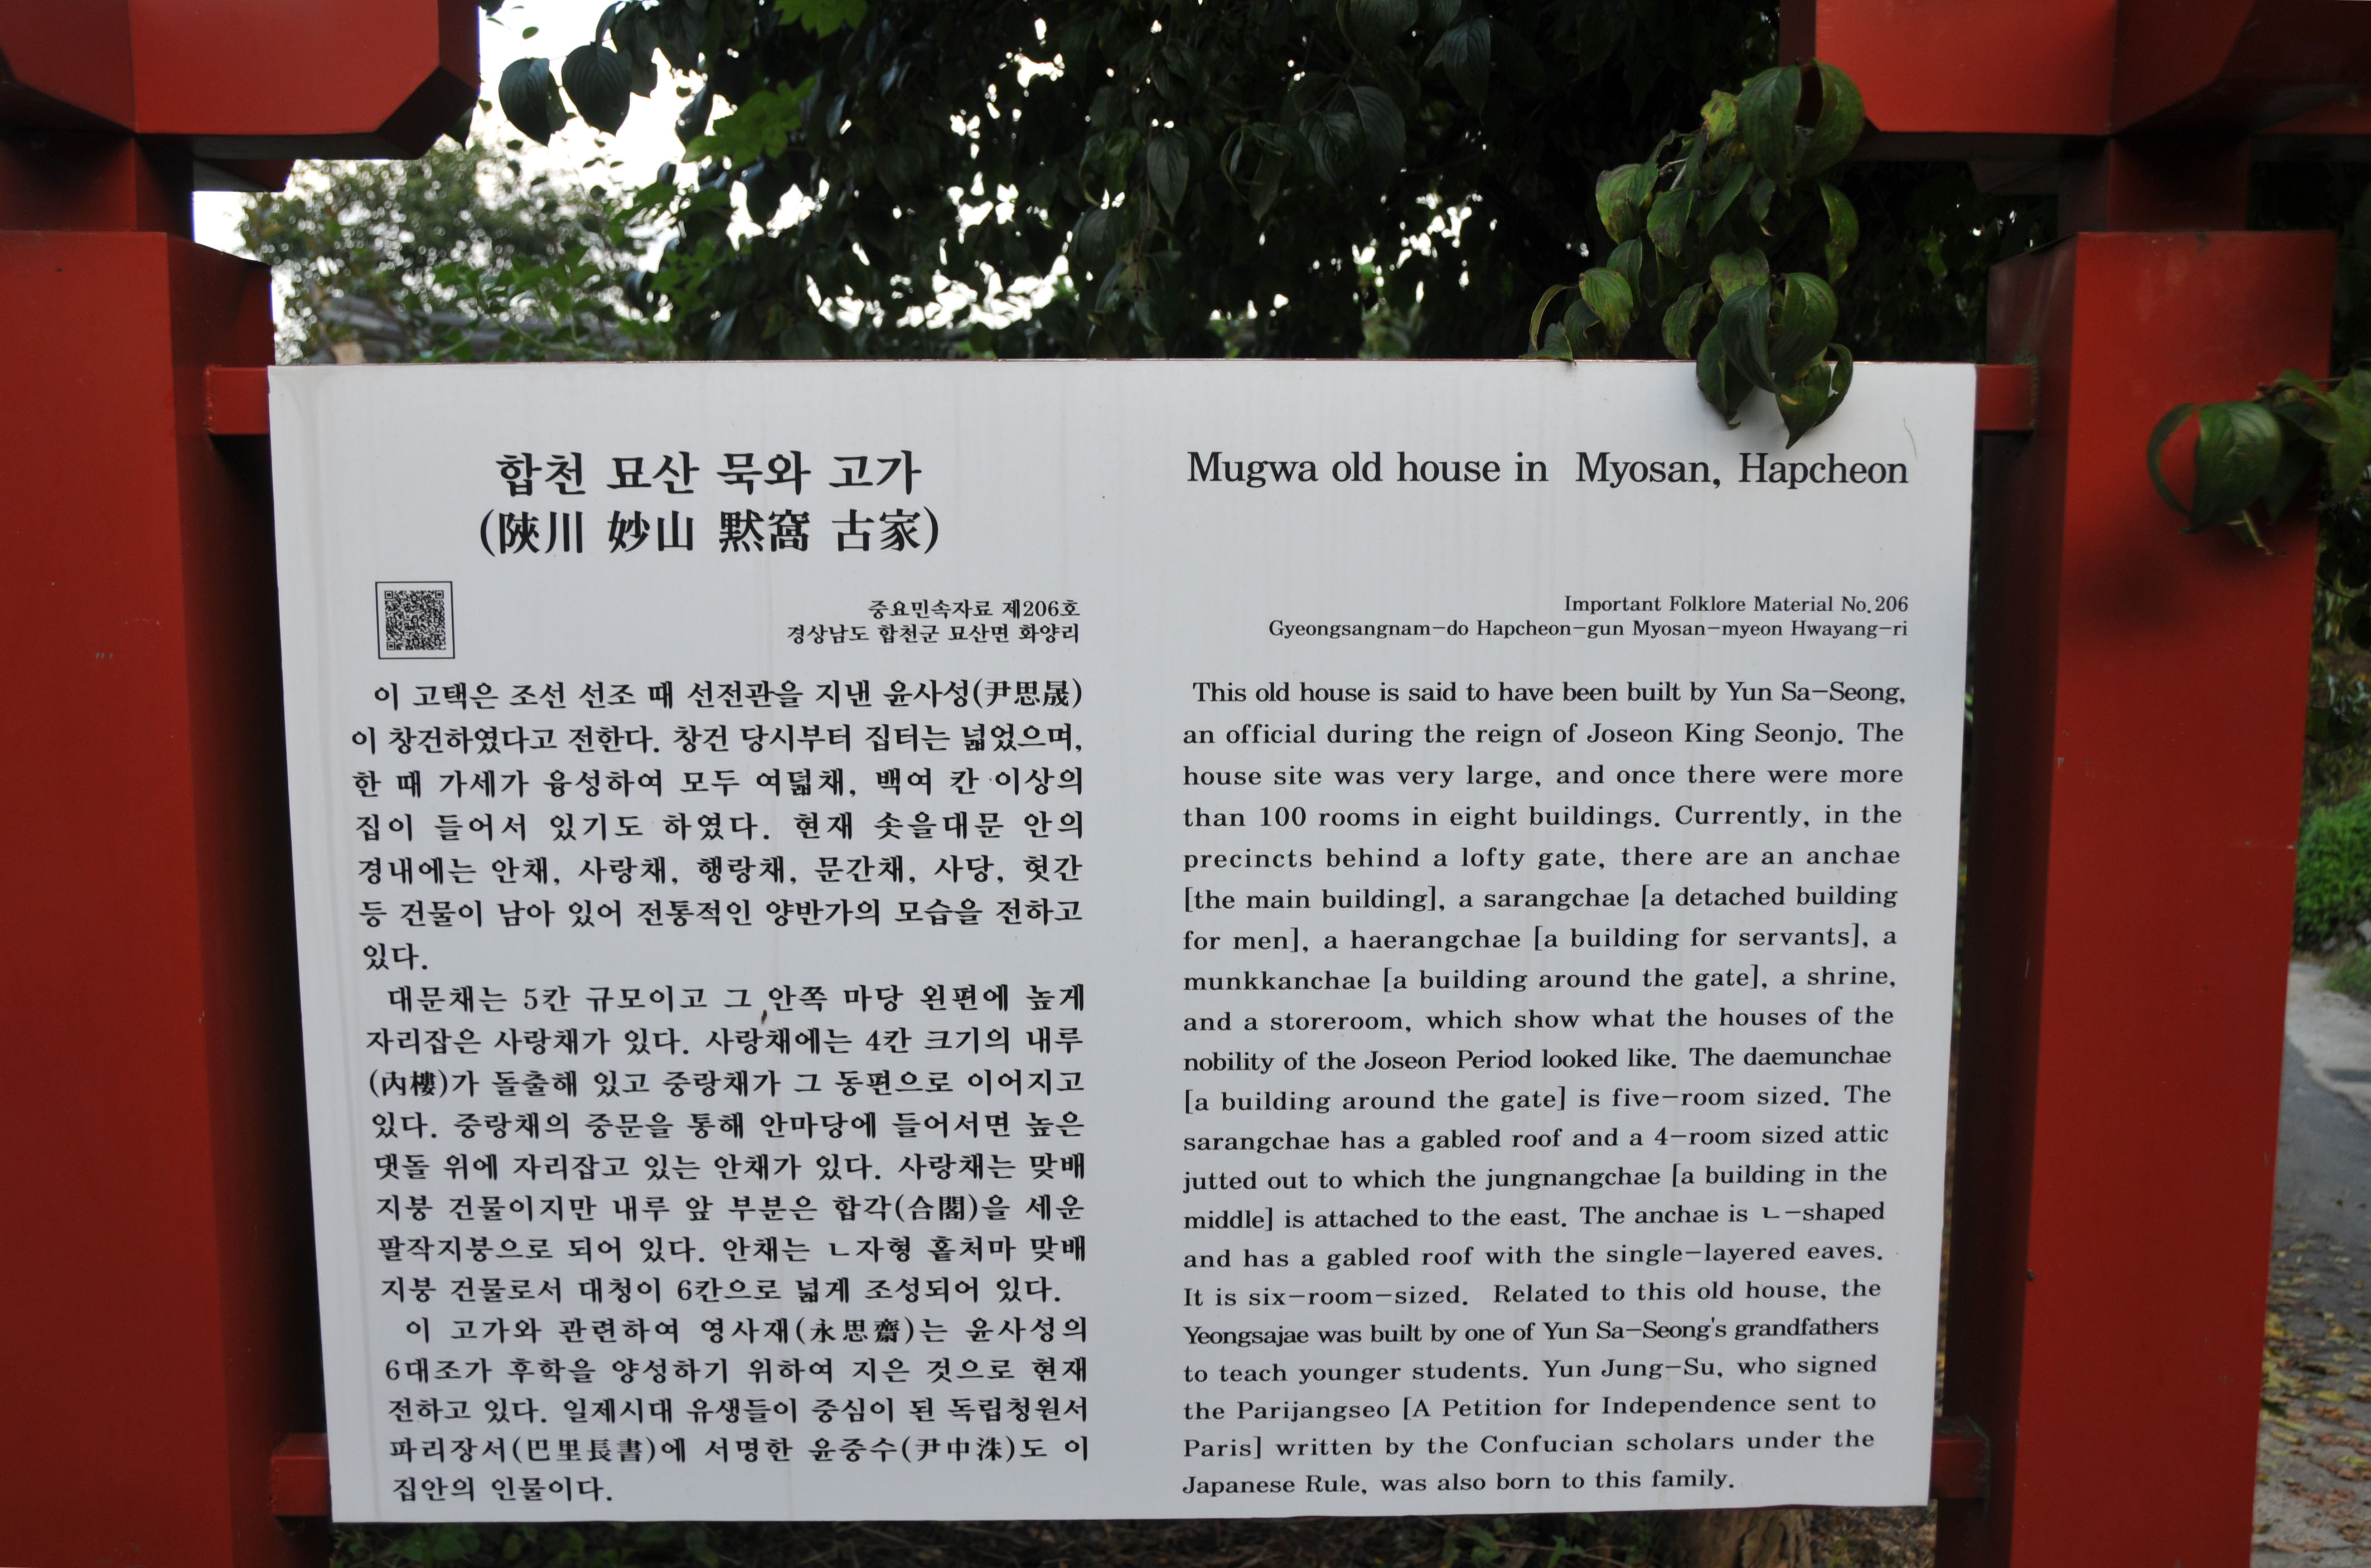 합천 묘산 묵와 고가
(陜川 妙山 黙窩 古家)
중요민속자료 제206호
경상남도 합천군 묘산면 화양리
이 고택은 조선 선조 때 선전관을 지낸 윤사성(尹思晟)
이 창건하였다고 전한다. 창건 당시부터 집터는 넓었으며,
한 때 가세가 융성하여 모두 여덟채, 백여 칸 이상의
집이 들어서 있기도 하였다. 현재 솟을대문 안의
경내에는 안채, 사랑채, 행랑채, 문간채, 사당, 헛간
등 건물이 남아 있어 전통적인 양반가의 모습을 전하고
있다.
대문채는 5칸 규모이고 그 안쪽 마당 왼편에 높게
자리잡은 사랑채가 있다. 사랑채에는 4칸 크기의 내루
(內樓)가 돌출해 있고 중랑채가 그 동편으로 이어지고
있다. 중랑채의 중문을 통해 안마당에 들어서면 높은
댓돌 위에 자리잡고 있는 안채가 있다. 사랑채는 맞배
지붕 건물이지만 내루 앞 부분은 합각(合閣)을 세운
팔작지붕으로 되어 있다. 안채는 ㄴ자형 홑처마 맞배
지붕 건물로서 대청이 6칸으로 넓게 조성되어 있다.
이 고가와 관련하여 영사재(永思齋)는 윤사성의
6대조가 후학을 양성하기 위하여 지은 것으로 현재
전하고 있다. 일제시대 유생들이 중심이 된 독립청원서
파리장서(巴里長書)에 서명한 윤중수(尹中洙)도 이
집안의 인물이다.
Mugwa old house in Myosan, Hapcheon
Important Folklore Material No.206
Gyeongsangnam-do Hapcheon-gun Myosan-myeon Hwayang-ri
This old house is said to have been built by Yun Sa-Seong,
an official during the reign of Joseon King Seonjo. The
house site was very large, and once there were more
than 100 rooms in eight buildings. Currently, in the
precincts behind a lofty gate, there are an anchae
[the main building], a sarangchae [a detached building
for men], a haerangchae [a building for servants], a
munkkanchae [a building around the gate], a shrine,
and a storeroom, which show what the houses of the
nobility of the Joseon Period looked like. The daemunchae
[a building around the gate] is five-room sized. The
sarangchae has a gabled roof and a 4-room sized attic
jutted out to which the jungnangchae [a building in the
middle] is attached to the east. The anchae is ㄴ-shaped
and has a gabled roof with the single-layered eaves.
It is six-room-sized. Related to this old house, the
Yeongsajae was built by one of Yun Sa-Seong's grandfathers
to teach younger students. Yun Jung-Su, who signed
the Parijangseo [A Petition for Independence sent to
Paris] written by the Confucian scholars under the
Japanese Rule, was also born to this family.